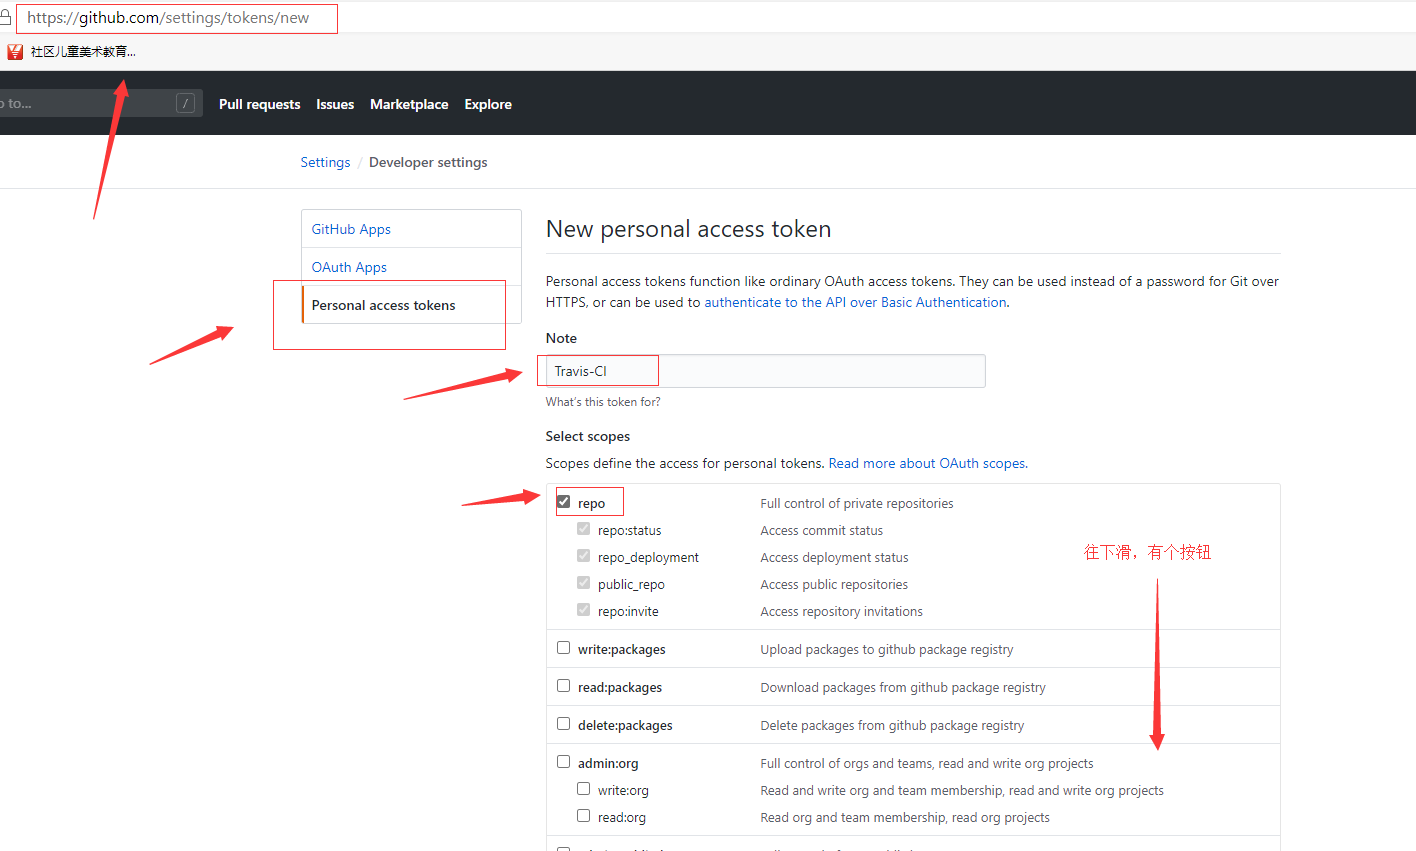 https://github.com/settings/tokens/new
社区儿童美术教育...
to...
/
Pull requests Issues Marketplace Explore
Settings / Developer settings
GitHub Apps
OAuth Apps
Personal access tokens
New personal access token
Personal access tokens function like ordinary OAuth access tokens. They can be used instead of a password for Git over
HTTPS, or can be used to authenticate to the API over Basic Authentication.
Note
Travis-CI
What's this token for?
Select scopes
Scopes define the access for personal tokens. Read more about OAuth scopes.
repo Full control of private repositories
repo:status Access commit status
repo_deployment Access deployment status
public_repo Access public repositories
repo:invite Access repository invitations
往下滑，有个按钮
write:packages Upload packages to github package registry
read:packages Download packages from github package registry
delete:packages Delete packages from github package registry
admin:org Full control of orgs and teams, read and write org projects
write:org Read and write org and team membership, read and write org projects
read:org Read org and team membership, read org projects